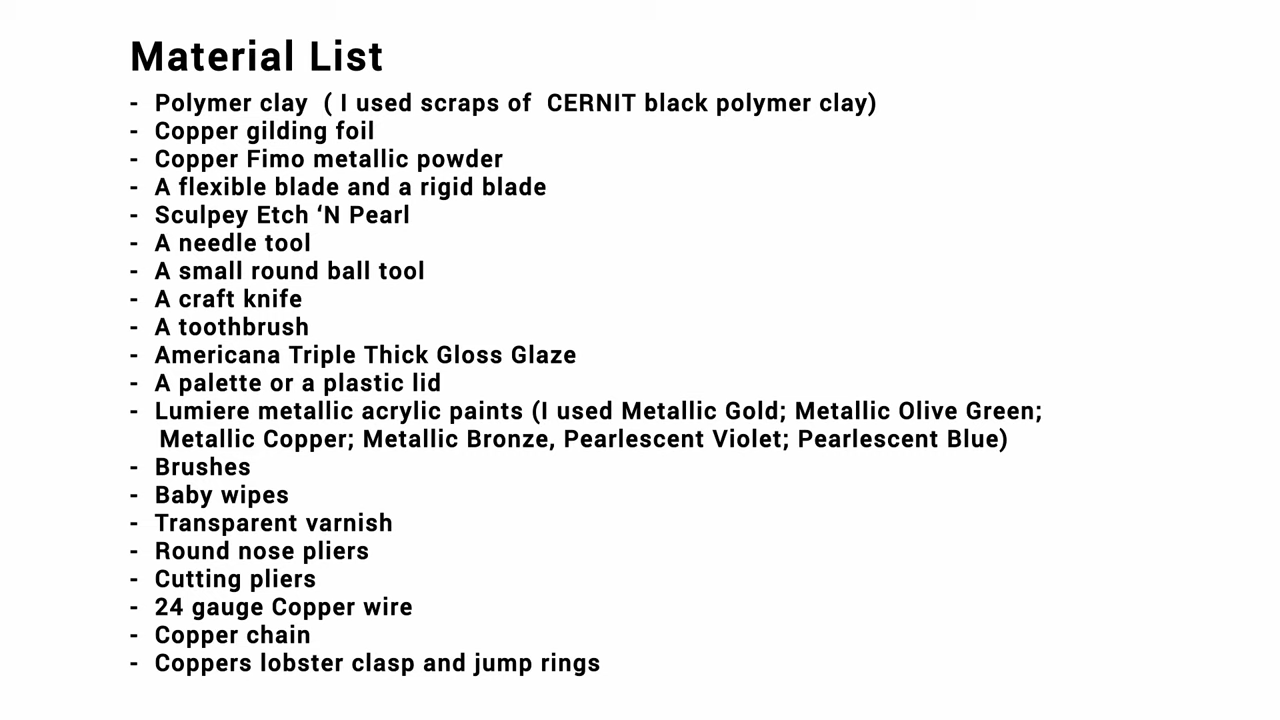 Material List
- Polymer clay ( I used scraps of CERNIT black polymer clay)
- Copper gilding foil
- Copper Fimo metallic powder
- A flexible blade and a rigid blade
- Sculpey Etch ‘N Pearl
- A needle tool
- A small round ball tool
- A craft knife
- A toothbrush
- Americana Triple Thick Gloss Glaze
- A palette or a plastic lid
- Lumiere metallic acrylic paints (I used Metallic Gold; Metallic Olive Green;
Metallic Copper; Metallic Bronze, Pearlescent Violet; Pearlescent Blue)
- Brushes
- Baby wipes
- Transparent varnish
- Round nose pliers
- Cutting pliers
- 24 gauge Copper wire
- Copper chain
- Coppers lobster clasp and jump rings